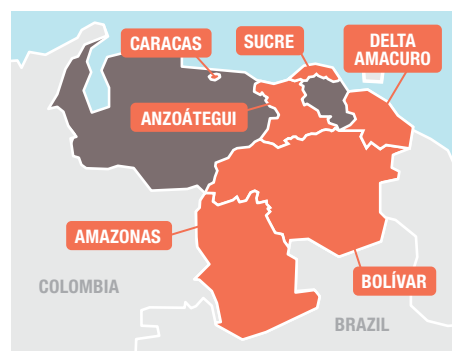 CARACAS
SUCRE
DELTA
AMACURO
ANZOÁTEGUI
AMAZONAS
BOLÍVAR
COLOMBIA
BRAZIL